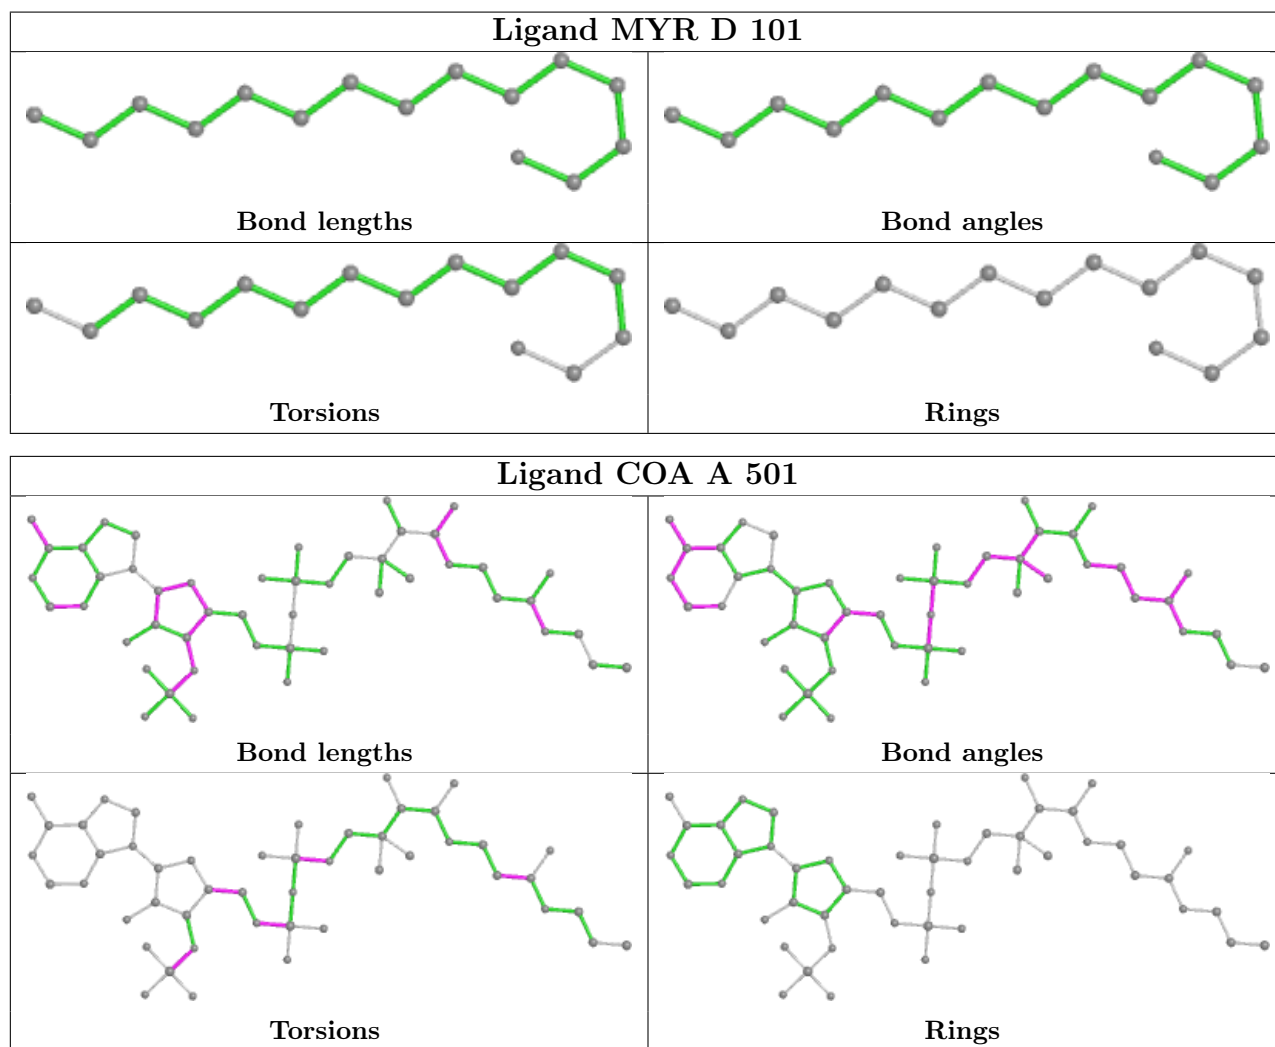 Ligand MYR D 101
Bond lengths
Bond angles
Torsions
Rings
Ligand COA A 501
Bond lengths
Bond angles
Torsions
Rings